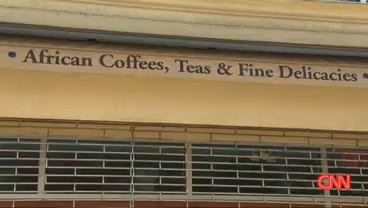 • African Coffees, Teas & Fine Delicacies •
CNN